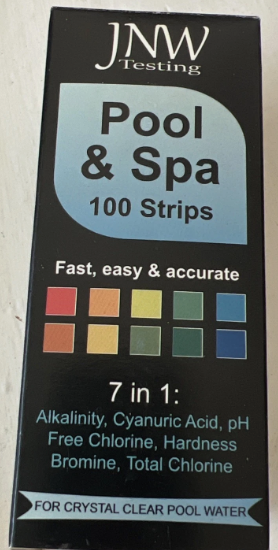 JNW
Testing
Pool
& Spa
100 Strips
Fast, easy & accurate
7 in 1:
Alkalinity, Cyanuric Acid, pH
Free Chlorine, Hardness
Bromine, Total Chlorine
FOR CRYSTAL CLEAR POOL WATER